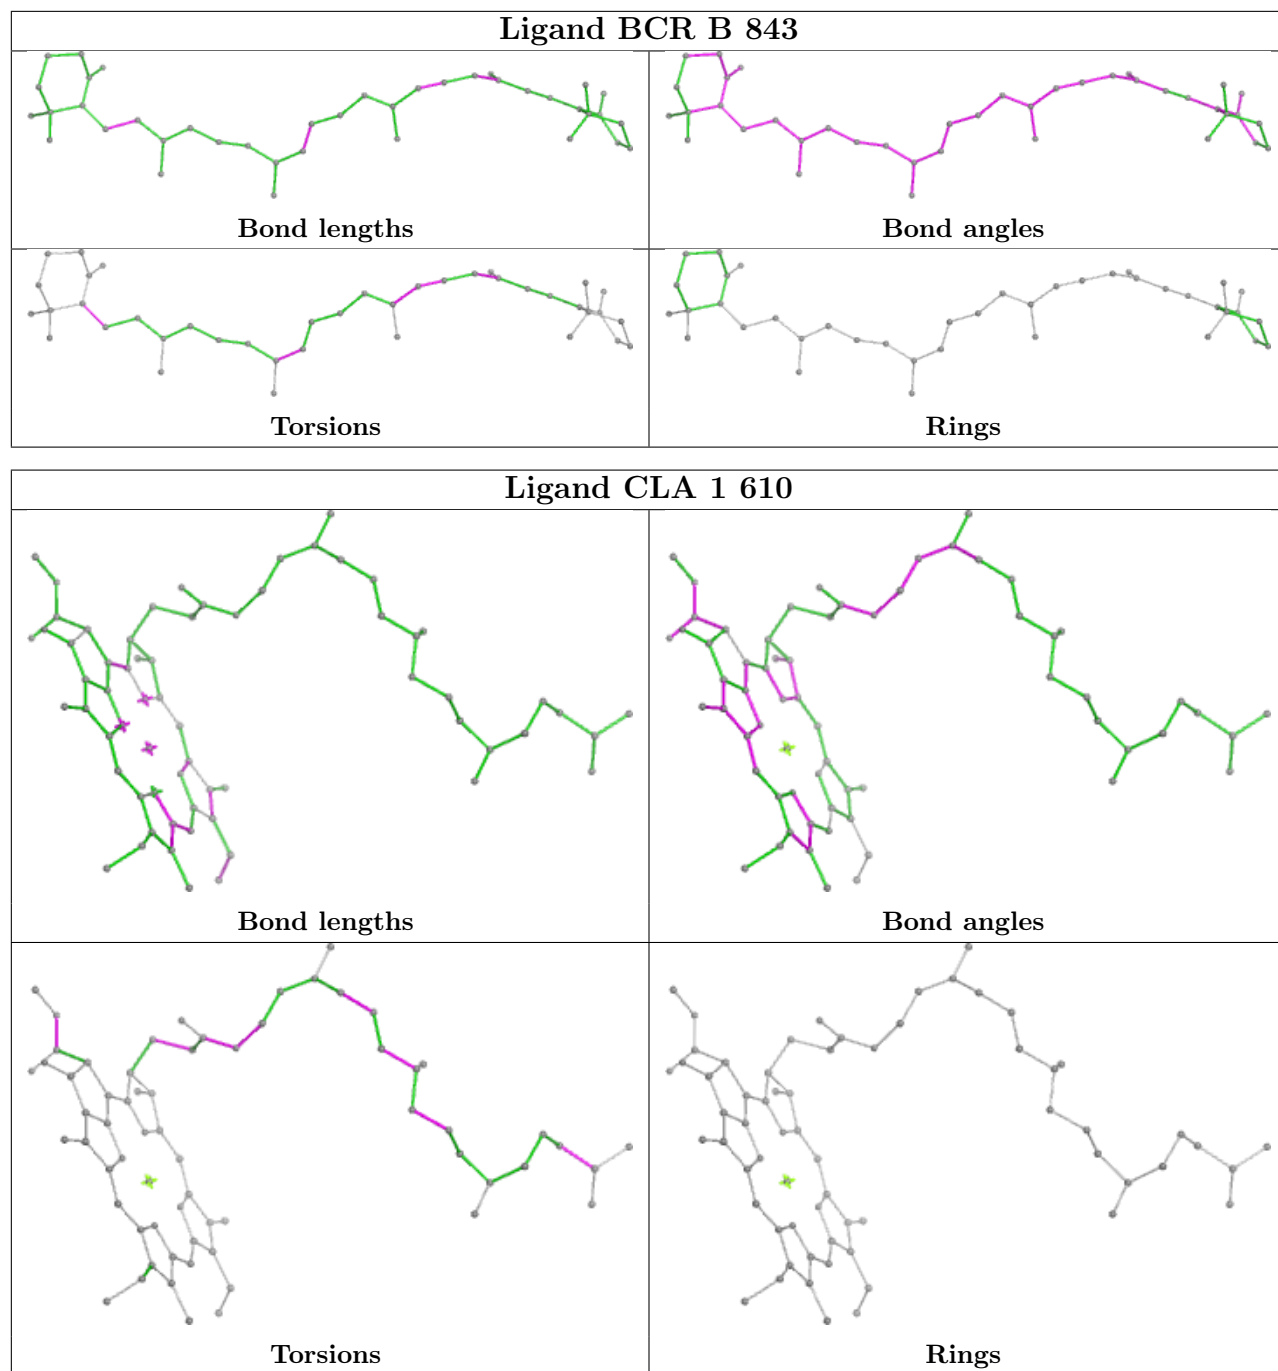 Ligand BCR B 843
Bond lengths
Bond angles
Torsions
Rings
Ligand CLA 1 610
Bond lengths
Bond angles
Torsions
Rings